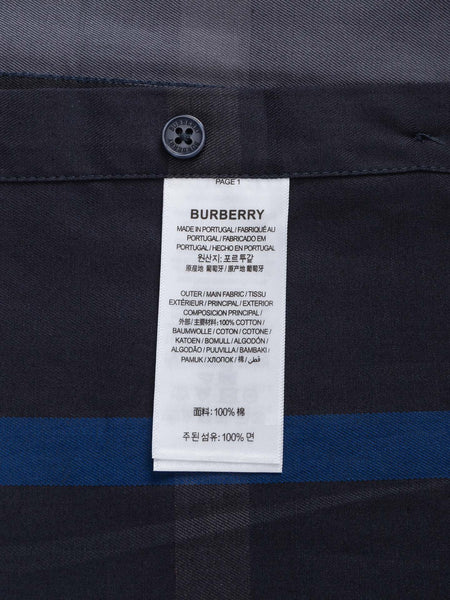 PAGE 1
BURBERRY
MADE IN PORTUGAL / FABRIQUÉ AU
PORTUGAL / FABRICADO EM
PORTUGAL / HECHO EN PORTUGAL
원산지: 포르투갈
原産地 葡萄牙 / 原产地 葡萄牙
OUTER / MAIN FABRIC / TISSU
EXTÉRIEUR / PRINCIPAL / EXTERIOR
COMPOSICIÓN PRINCIPAL /
外部 / 主要材料: 100% COTTON /
BAUMWOLLE / COTON / COTONE /
KATOEN / BOMULL / ALGODÓN /
ALGODÃO / PUUVILLA / BAMBAKI /
PAMUK / ХЛОПОК / 棉 / قطن
面料: 100% 棉
주된 섬유: 100% 면